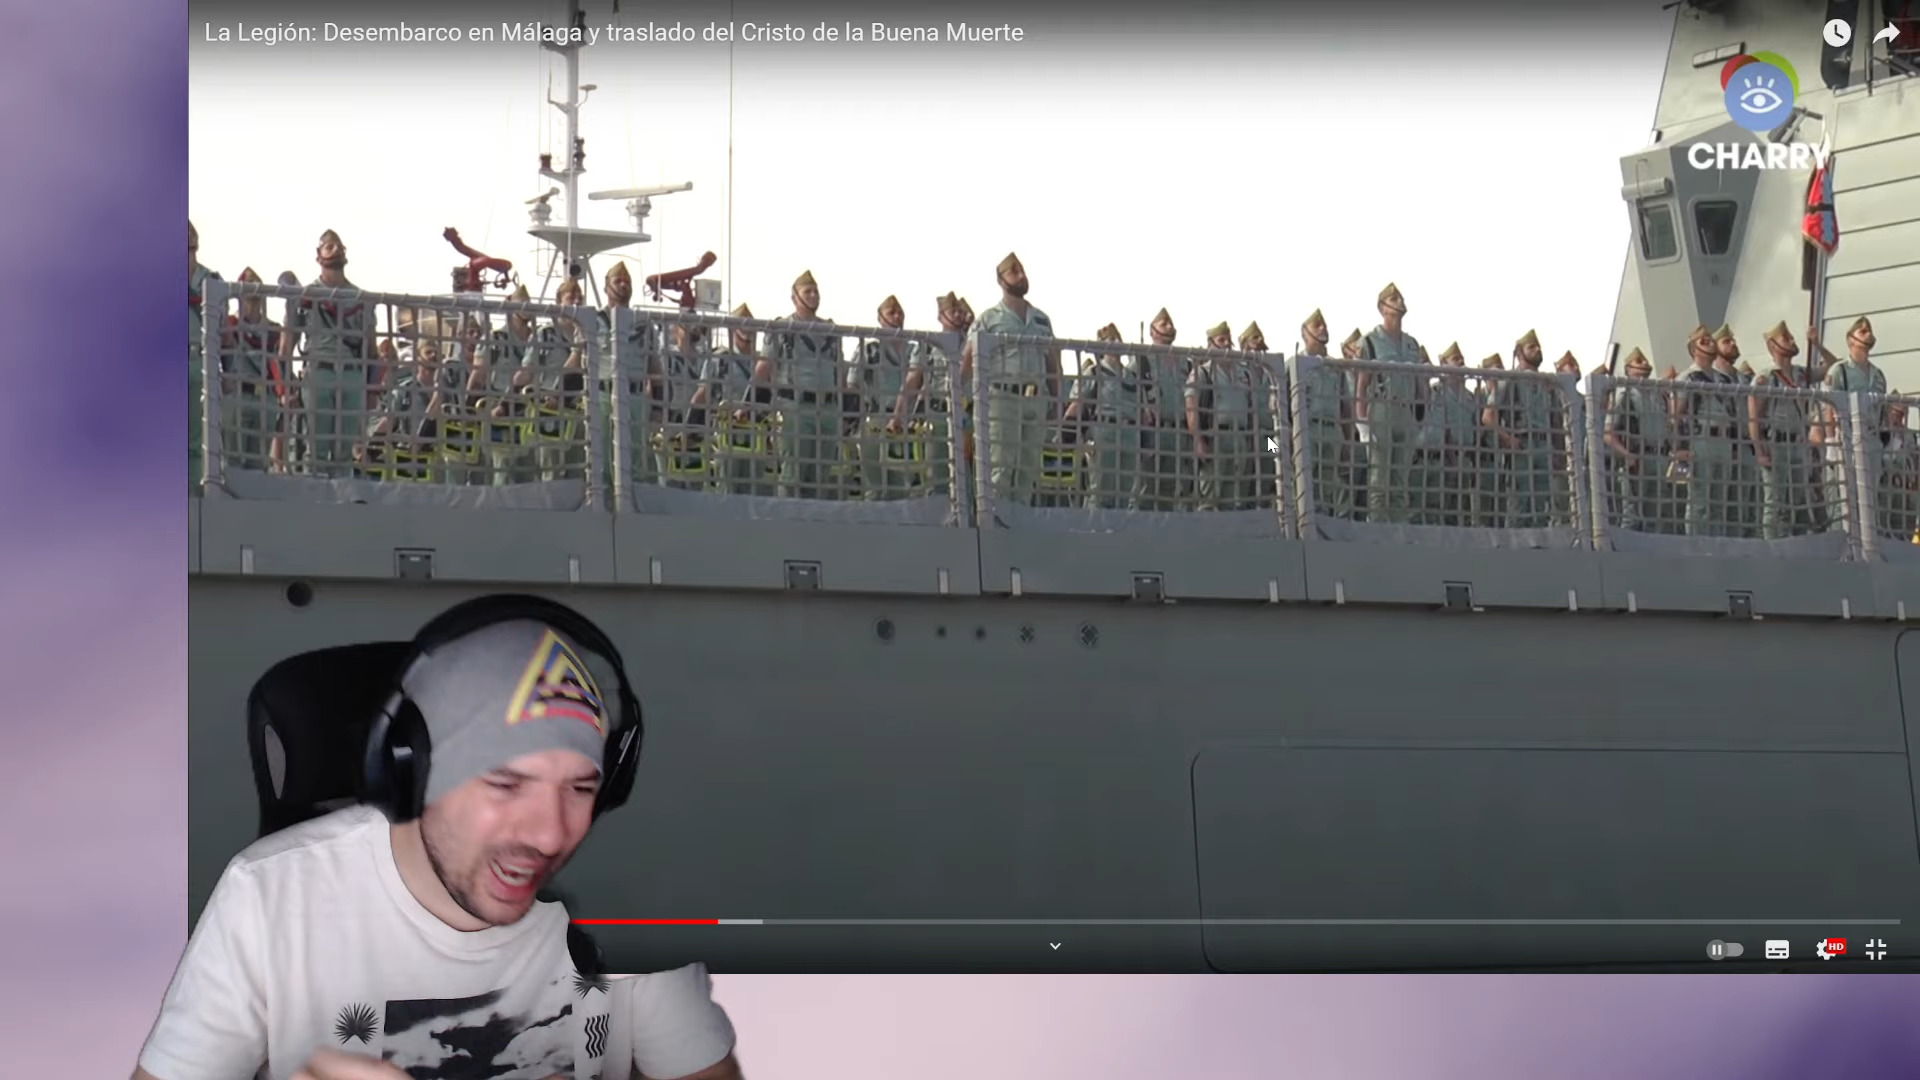 La Legión: Desembarco en Málaga y traslado del Cristo de la Buena Muerte
CHARRY
HD